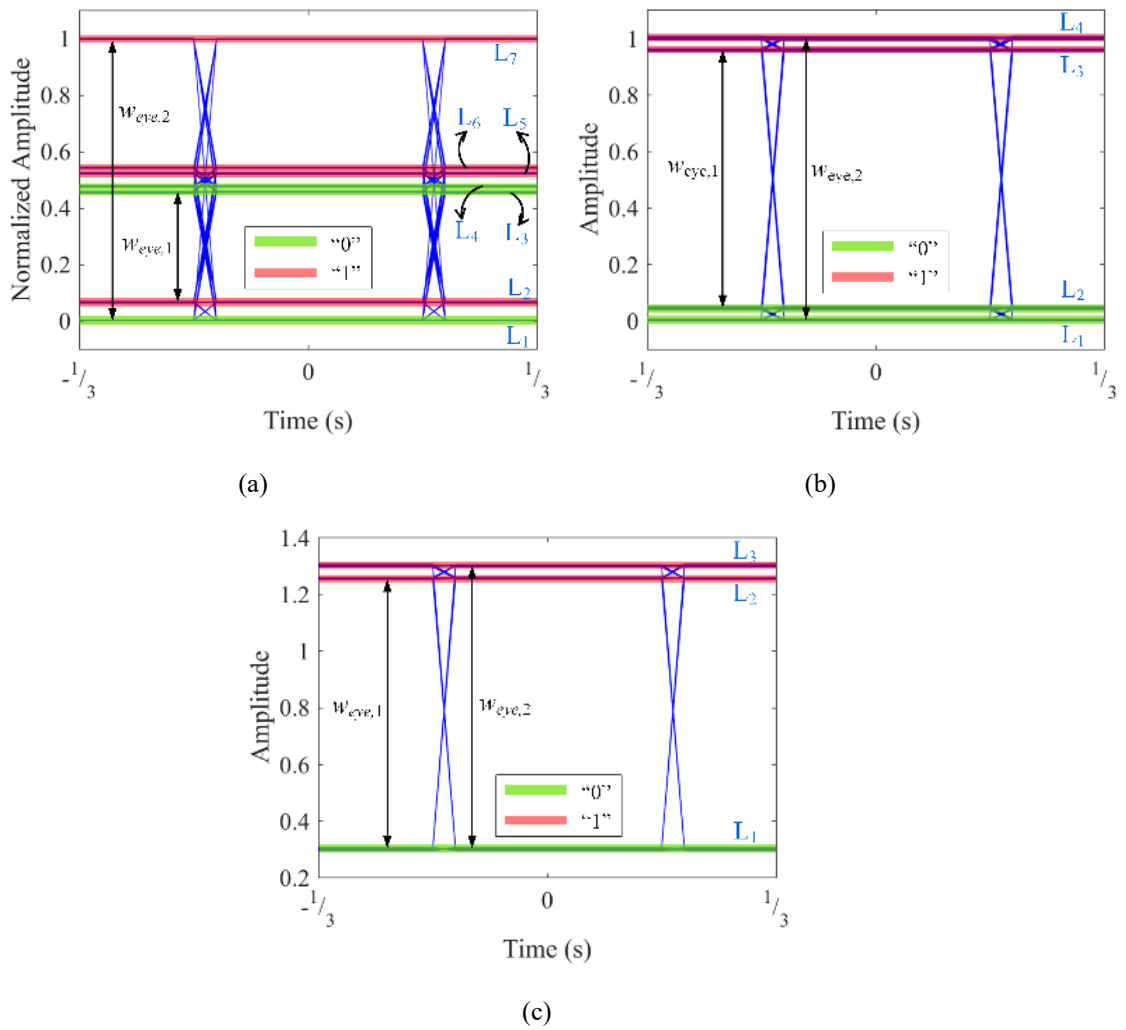 1
0.8
0.6
0.4
0.2
0
Normalized Amplitude
w_eye,2
w_eye,1
L7
L6
L5
L4
L3
L2
L1
“0”
“1”
-1/3
0
1/3
Time (s)
(a)
1
0.8
0.6
0.4
0.2
0
Amplitude
w_eye,1
w_eye,2
L4
L3
L2
L1
“0”
“1”
-1/3
0
1/3
Time (s)
(b)
1.4
1.2
1
0.8
0.6
0.4
0.2
Amplitude
w_eye,1
w_eye,2
L3
L2
L1
“0”
“1”
-1/3
0
1/3
Time (s)
(c)